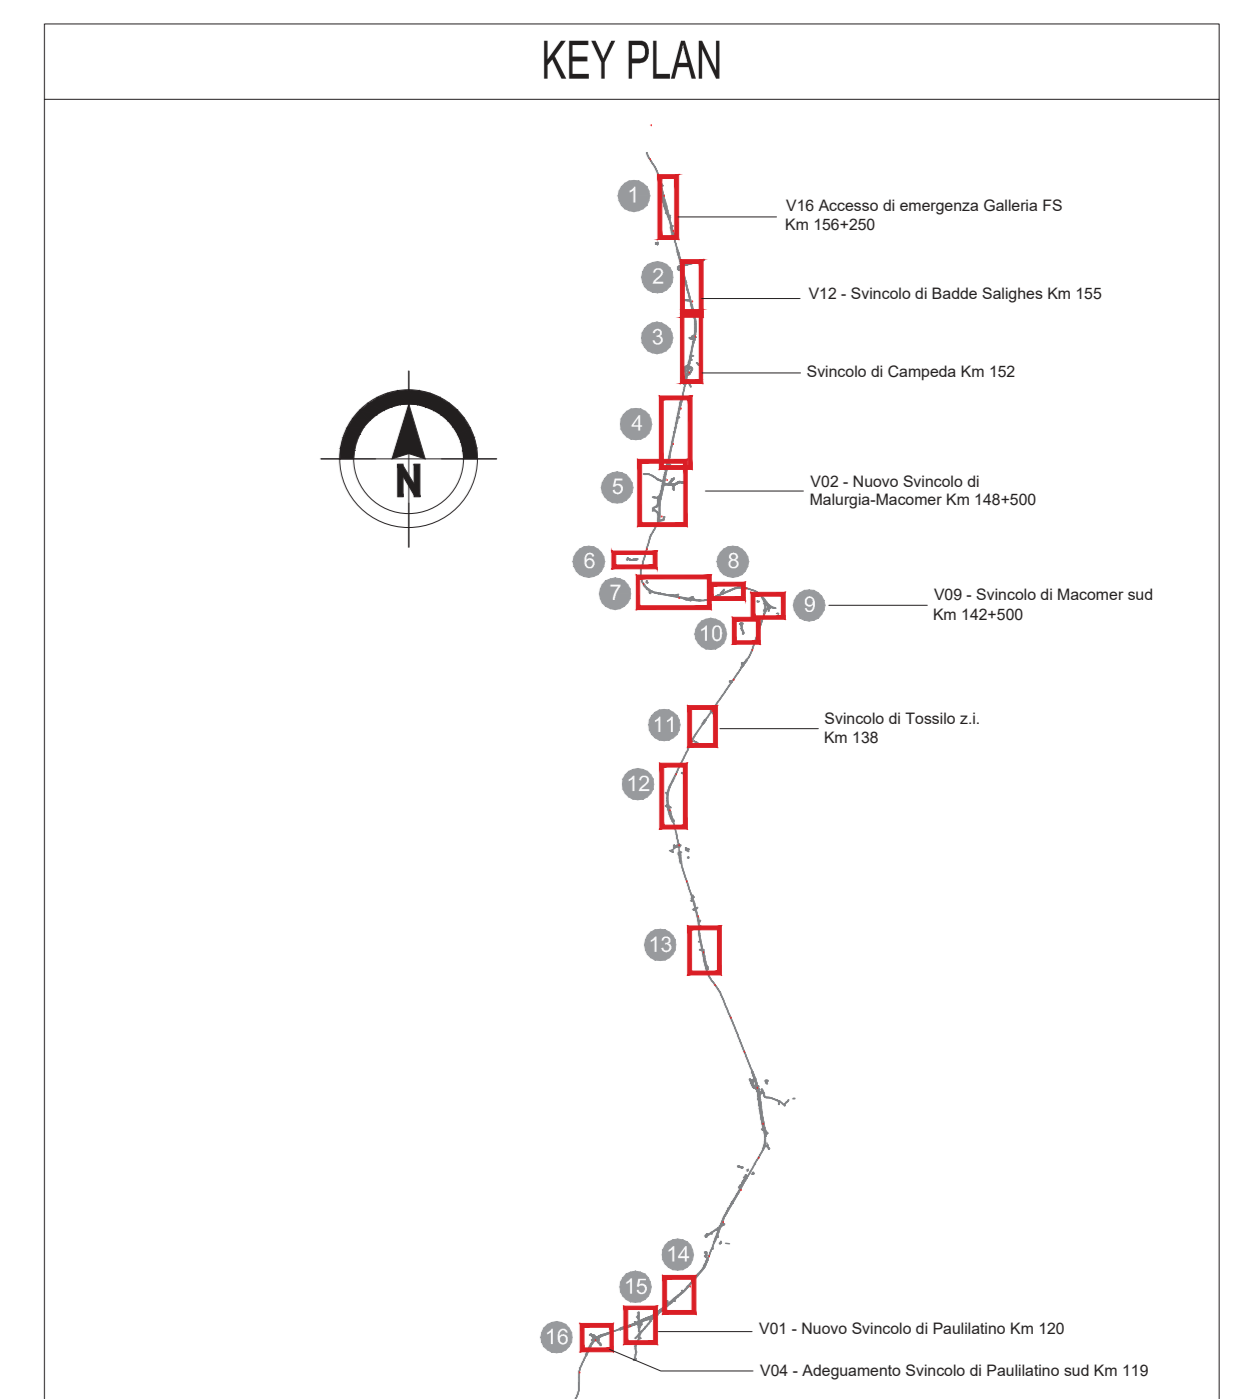 KEY PLAN
1
V16 Accesso di emergenza Galleria FS
Km 156+250
2
V12 - Svincolo di Badde Salighes Km 155
3
Svincolo di Campeda Km 152
4
N
5
V02 - Nuovo Svincolo di
Malurgia-Macomer Km 148+500
6
7
8
9
V09 - Svincolo di Macomer sud
Km 142+500
10
11
Svincolo di Tossilo z.i.
Km 138
12
13
14
15
16
V01 - Nuovo Svincolo di Paulilatino Km 120
V04 - Adeguamento Svincolo di Paulilatino sud Km 119